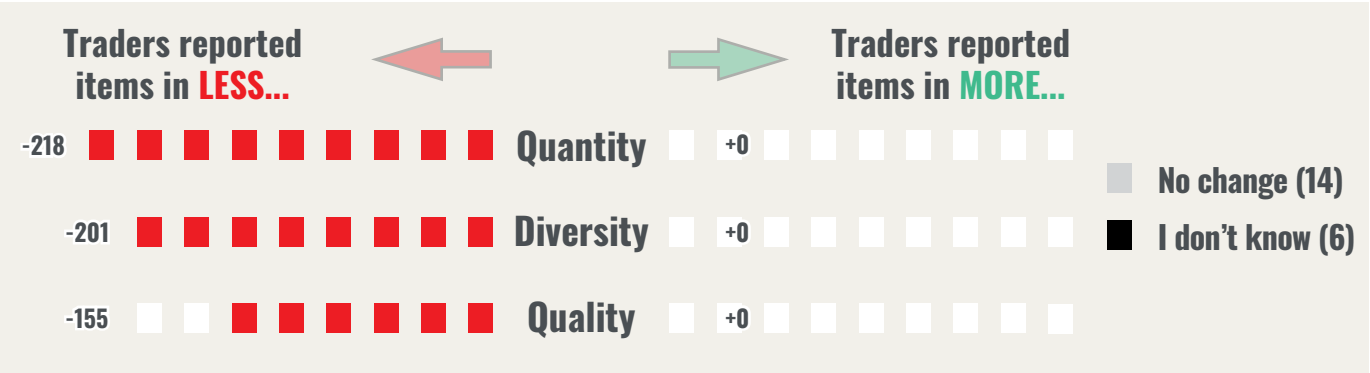 Traders reported
items in LESS...
Traders reported
items in MORE...
-218
Quantity
+0
-201
Diversity
+0
-155
Quality
+0
No change (14)
I don't know (6)